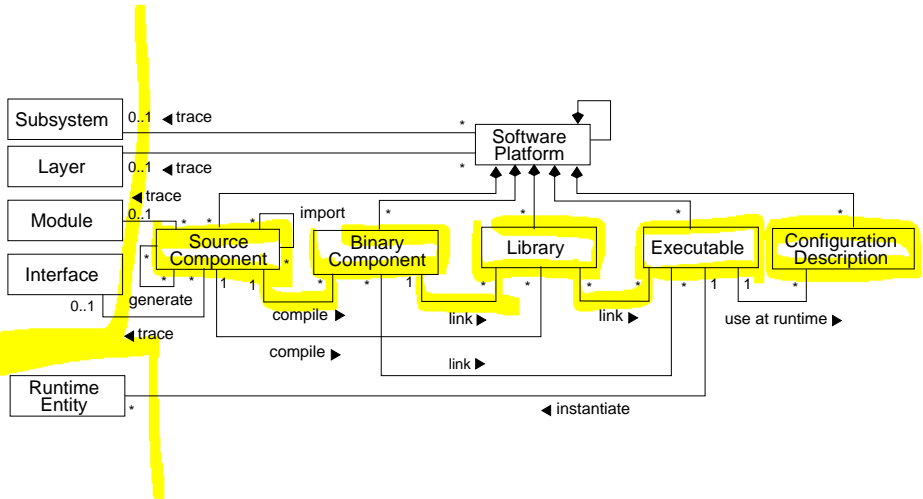 Subsystem
0..1 ◄ trace
*
Software
Platform
Layer
0..1 ◄ trace
*
◄ trace
Module
0..1
*
*
*
import
*
*
*
*
*
Source
Component
Binary
Component
Library
Executable
Configuration
Description
Interface
*
*
*
1
1
*
*
1
*
*
*
*
*
1
1
*
0..1
generate
compile ►
link ►
link ►
use at runtime ►
◄ trace
compile ►
link ►
Runtime
Entity
*
◄ instantiate